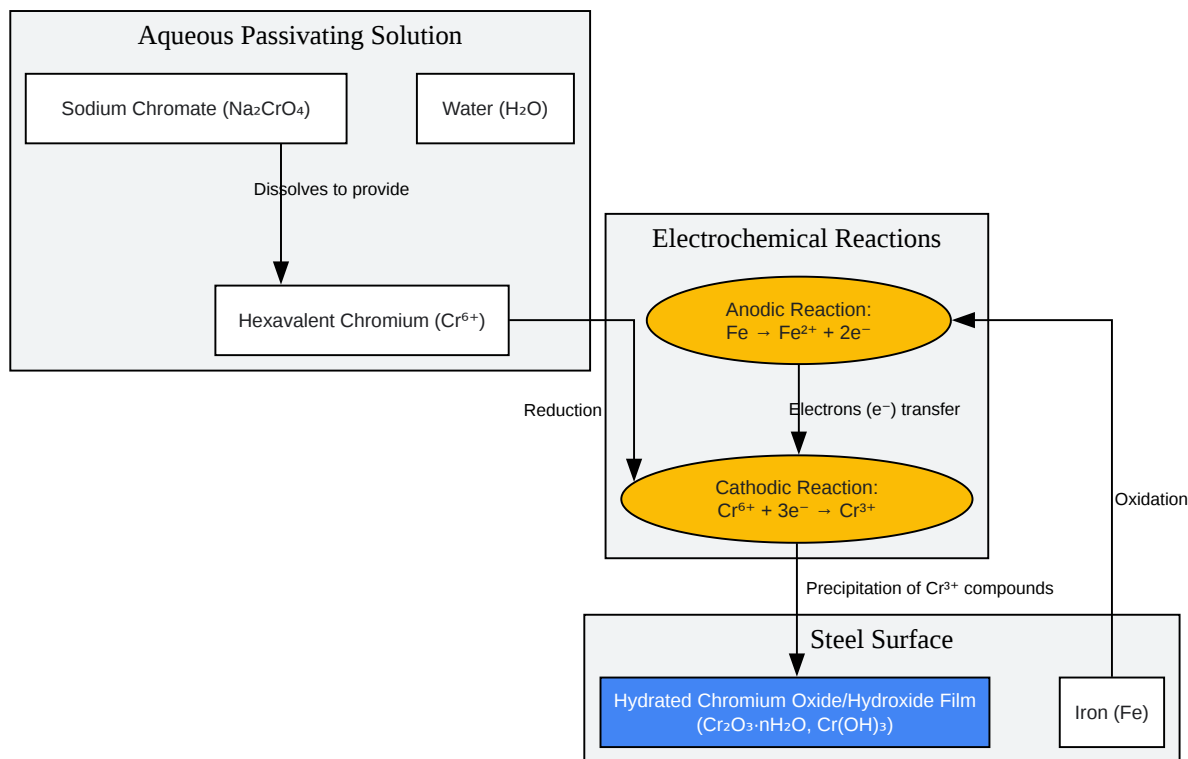 Aqueous Passivating Solution
Sodium Chromate (Na₂CrO₄)
Water (H₂O)
Dissolves to provide
Hexavalent Chromium (Cr⁶⁺)
Electrochemical Reactions
Anodic Reaction:
Fe → Fe²⁺ + 2e⁻
Reduction
Electrons (e⁻) transfer
Cathodic Reaction:
Cr⁶⁺ + 3e⁻ → Cr³⁺
Oxidation
Precipitation of Cr³⁺ compounds
Steel Surface
Hydrated Chromium Oxide/Hydroxide Film
(Cr₂O₃·nH₂O, Cr(OH)₃)
Iron (Fe)